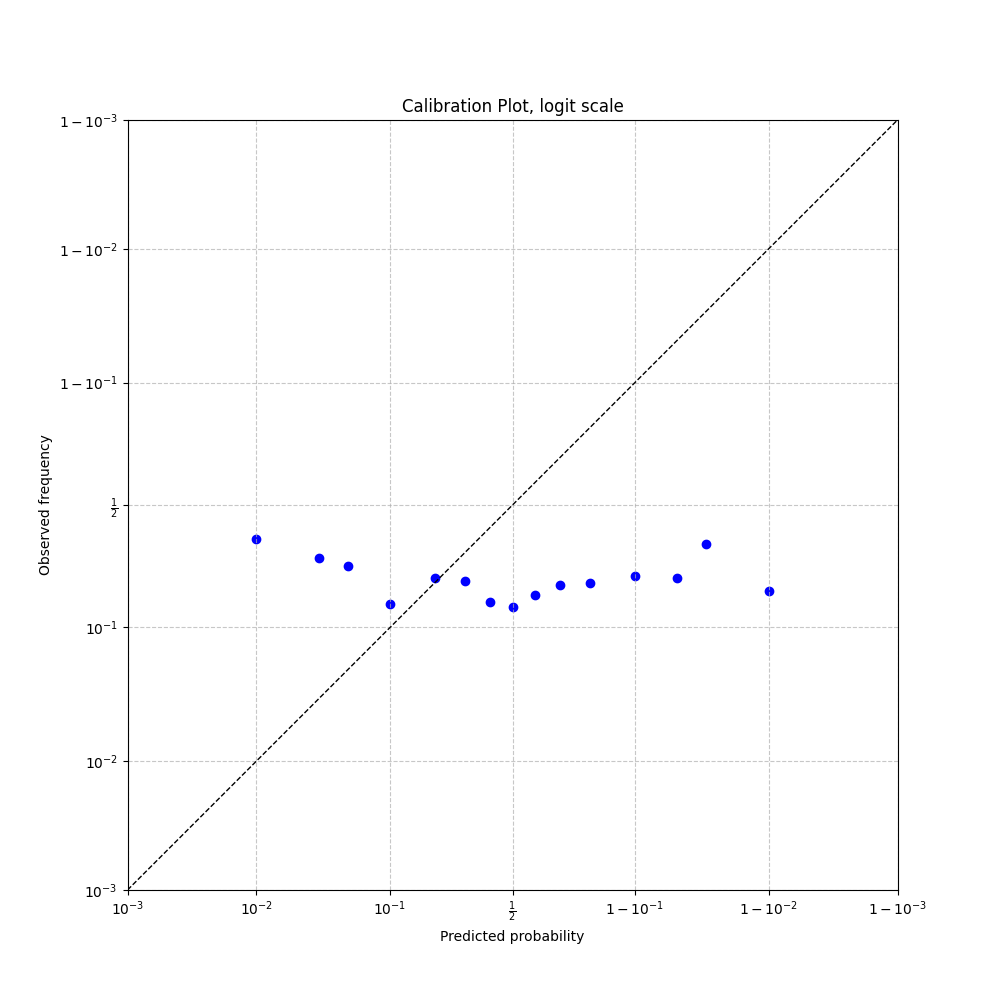 Calibration Plot, logit scale
1 − 10⁻³
1 − 10⁻²
1 − 10⁻¹
½
10⁻¹
10⁻²
10⁻³
Observed frequency
10⁻³ 10⁻² 10⁻¹ ½ 1 − 10⁻¹ 1 − 10⁻² 1 − 10⁻³
Predicted probability